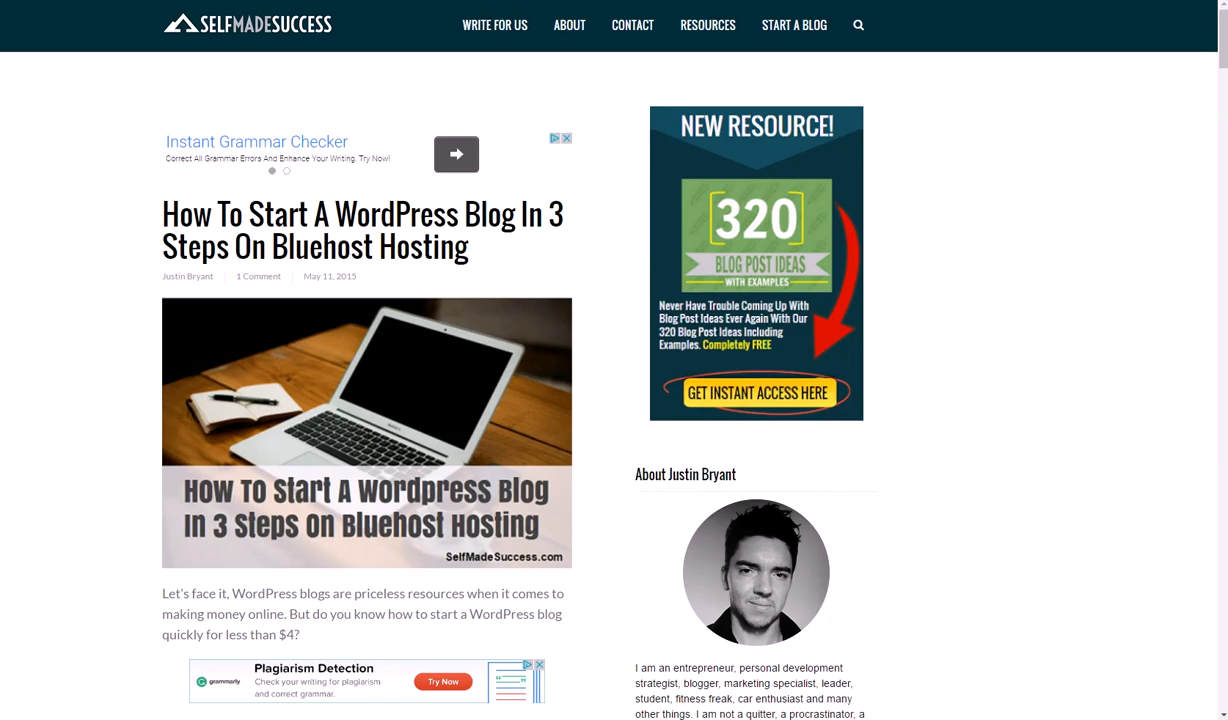 SELFMADESUCCESS
WRITE FOR US
ABOUT
CONTACT
RESOURCES
START A BLOG
Instant Grammar Checker
Correct All Grammar Errors And Enhance Your Writing. Try Now!
How To Start A WordPress Blog In 3
Steps On Bluehost Hosting
Justin Bryant
1 Comment
May 11, 2015
How To Start A Wordpress Blog
In 3 Steps On Bluehost Hosting
SelfMadeSuccess.com
Let's face it, WordPress blogs are priceless resources when it comes to
making money online. But do you know how to start a WordPress blog
quickly for less than $4?
grammarly
Plagiarism Detection
Check your writing for plagiarism
and correct grammar.
Try Now
NEW RESOURCE!
320
BLOG POST IDEAS
WITH EXAMPLES
Never Have Trouble Coming Up With
Blog Post Ideas Ever Again With Our
320 Blog Post Ideas Including
Examples. Completely FREE
GET INSTANT ACCESS HERE
About Justin Bryant
I am an entrepreneur, personal development
strategist, blogger, marketing specialist, leader,
student, fitness freak, car enthusiast and many
other things. I am not a quitter, a procrastinator, a